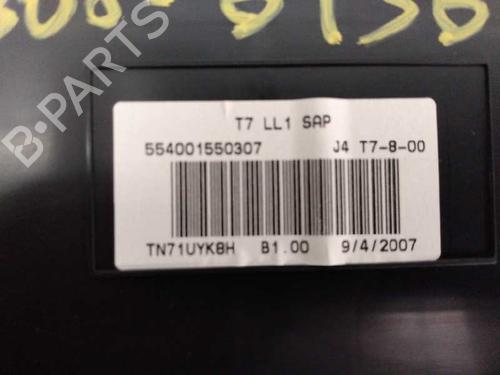 T7 LL1 SAP
554001550307 J4 T7-8-00
TN71UYK8H B1.00 9/4/2007
B-PARTS